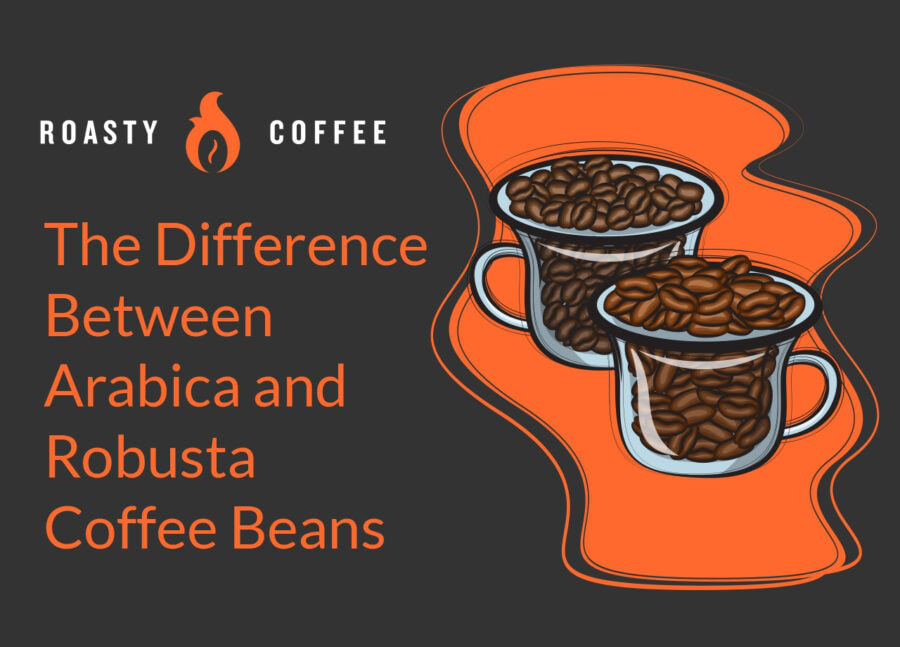 ROASTY COFFEE
The Difference
Between
Arabica and
Robusta
Coffee Beans